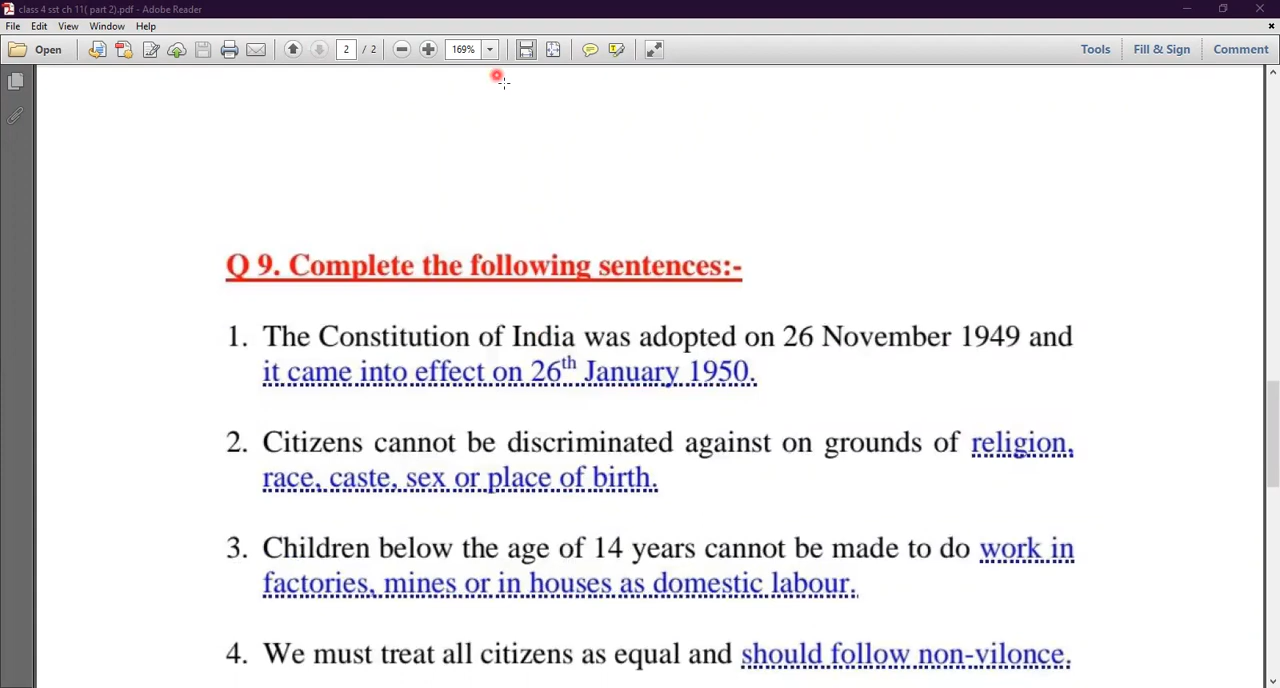 class 4 sst ch 11( part 2).pdf - Adobe Reader
File Edit View Window Help
Open 2 / 2 169% Tools Fill & Sign Comment
Q 9. Complete the following sentences:-
1. The Constitution of India was adopted on 26 November 1949 and
it came into effect on 26th January 1950.
2. Citizens cannot be discriminated against on grounds of religion,
race, caste, sex or place of birth.
3. Children below the age of 14 years cannot be made to do work in
factories, mines or in houses as domestic labour.
4. We must treat all citizens as equal and should follow non-vilonce.